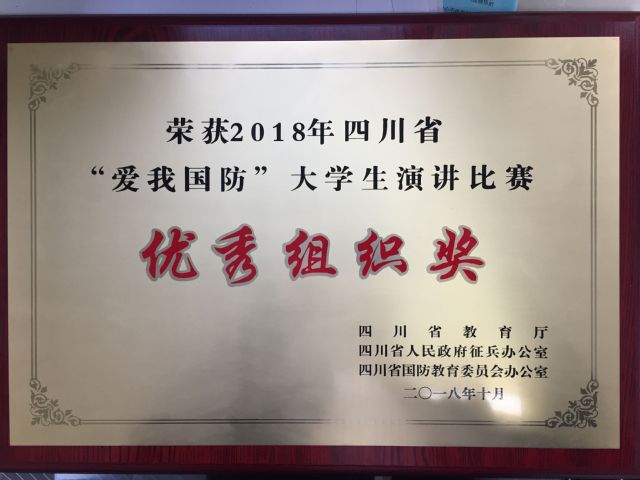 荣获2018年四川省
“爱我国防”大学生演讲比赛
优秀组织奖
四川省教育厅
四川省人民政府征兵办公室
四川省国防教育委员会办公室
二〇一八年十月